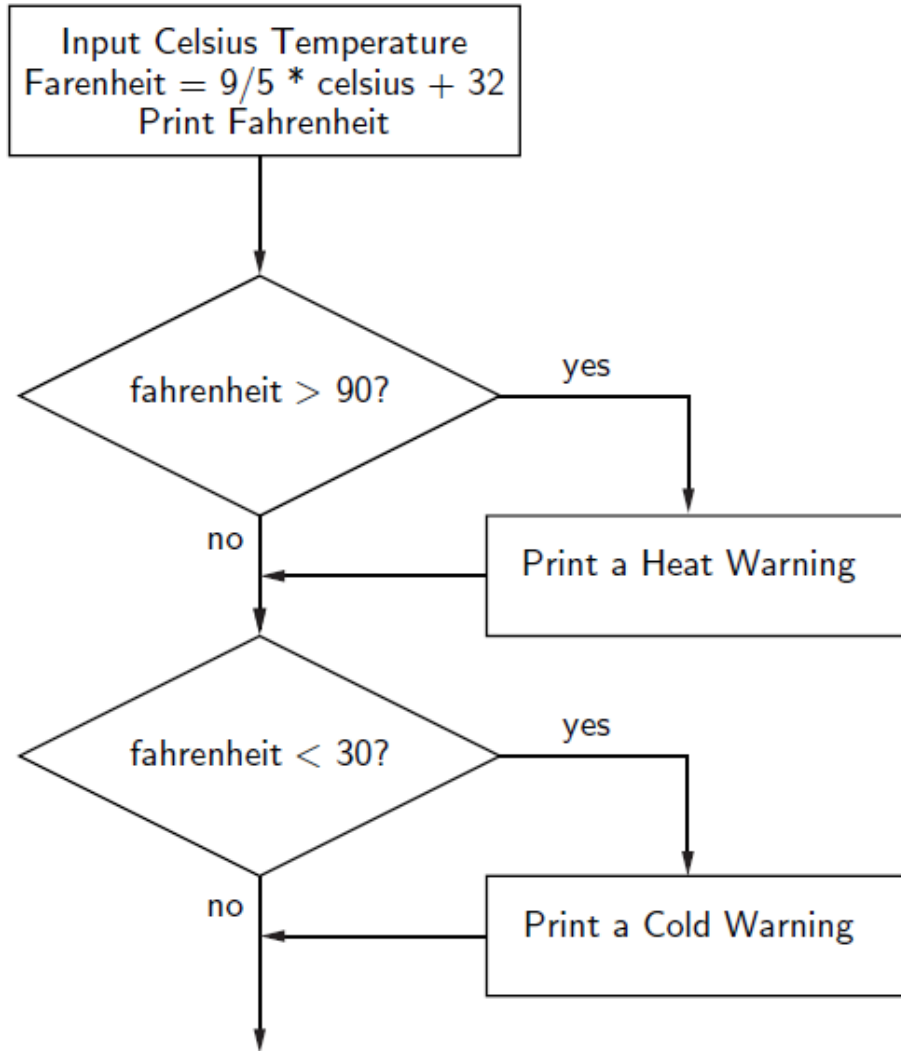 Input Celsius Temperature
Farenheit = 9/5 * celsius + 32
Print Fahrenheit
fahrenheit > 90?
yes
no
Print a Heat Warning
fahrenheit < 30?
yes
no
Print a Cold Warning